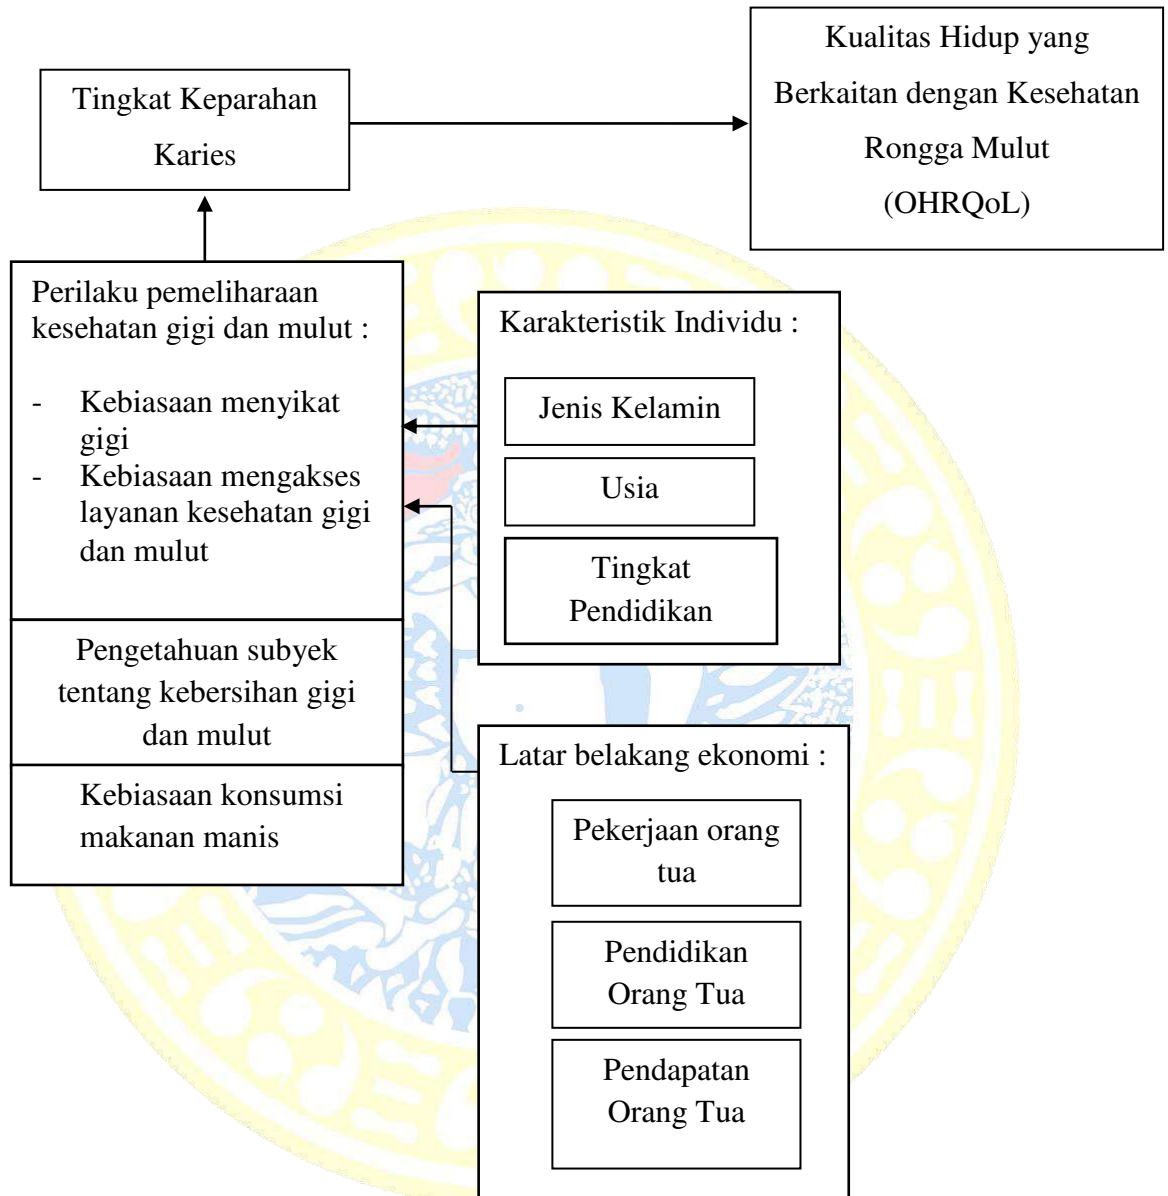 Tingkat Keparahan
Karies
Kualitas Hidup yang
Berkaitan dengan Kesehatan
Rongga Mulut
(OHRQoL)
Perilaku pemeliharaan
kesehatan gigi dan mulut :
- Kebiasaan menyikat
gigi
- Kebiasaan mengakses
layanan kesehatan gigi
dan mulut
Pengetahuan subyek
tentang kebersihan gigi
dan mulut
Kebiasaan konsumsi
makanan manis
Karakteristik Individu :
Jenis Kelamin
Usia
Tingkat
Pendidikan
Latar belakang ekonomi :
Pekerjaan orang
tua
Pendidikan
Orang Tua
Pendapatan
Orang Tua